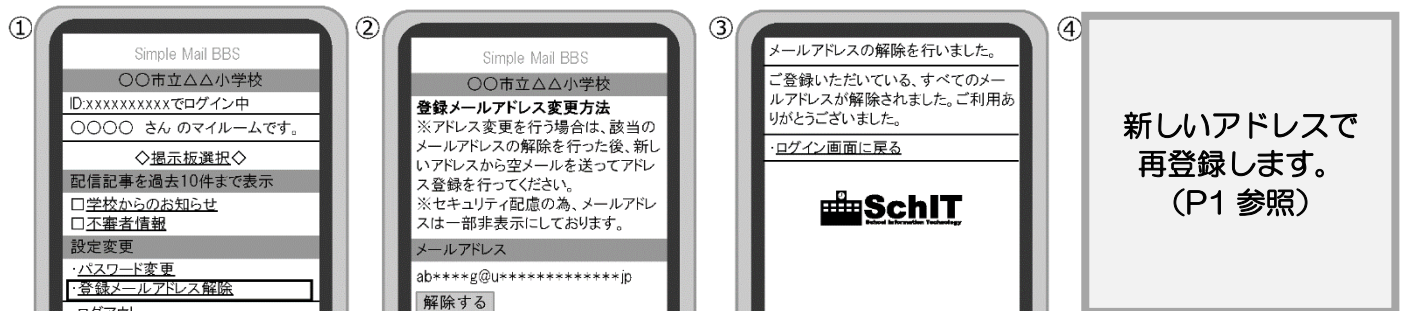 ①
Simple Mail BBS
〇〇市立△△小学校
ID:xxxxxxxxxxでログイン中
〇〇〇〇 さん のマイルームです。
◇掲示板選択◇
配信記事を過去10件まで表示
□学校からのお知らせ
□不審者情報
設定変更
・パスワード変更
・登録メールアドレス解除
②
Simple Mail BBS
〇〇市立△△小学校
登録メールアドレス変更方法
※アドレス変更を行う場合は、該当の
メールアドレスの解除を行った後、新し
いアドレスから空メールを送ってアドレ
ス登録を行ってください。
※セキュリティ配慮の為、メールアドレ
スは一部非表示にしております。
メールアドレス
ab****g@u*************jp
解除する
③
メールアドレスの解除を行いました。
ご登録いただいている、すべてのメー
ルアドレスが解除されました。ご利用あ
りがとうございました。
・ログイン画面に戻る
SchIT
School Information Technology
④
新しいアドレスで
再登録します。
(P1 参照)